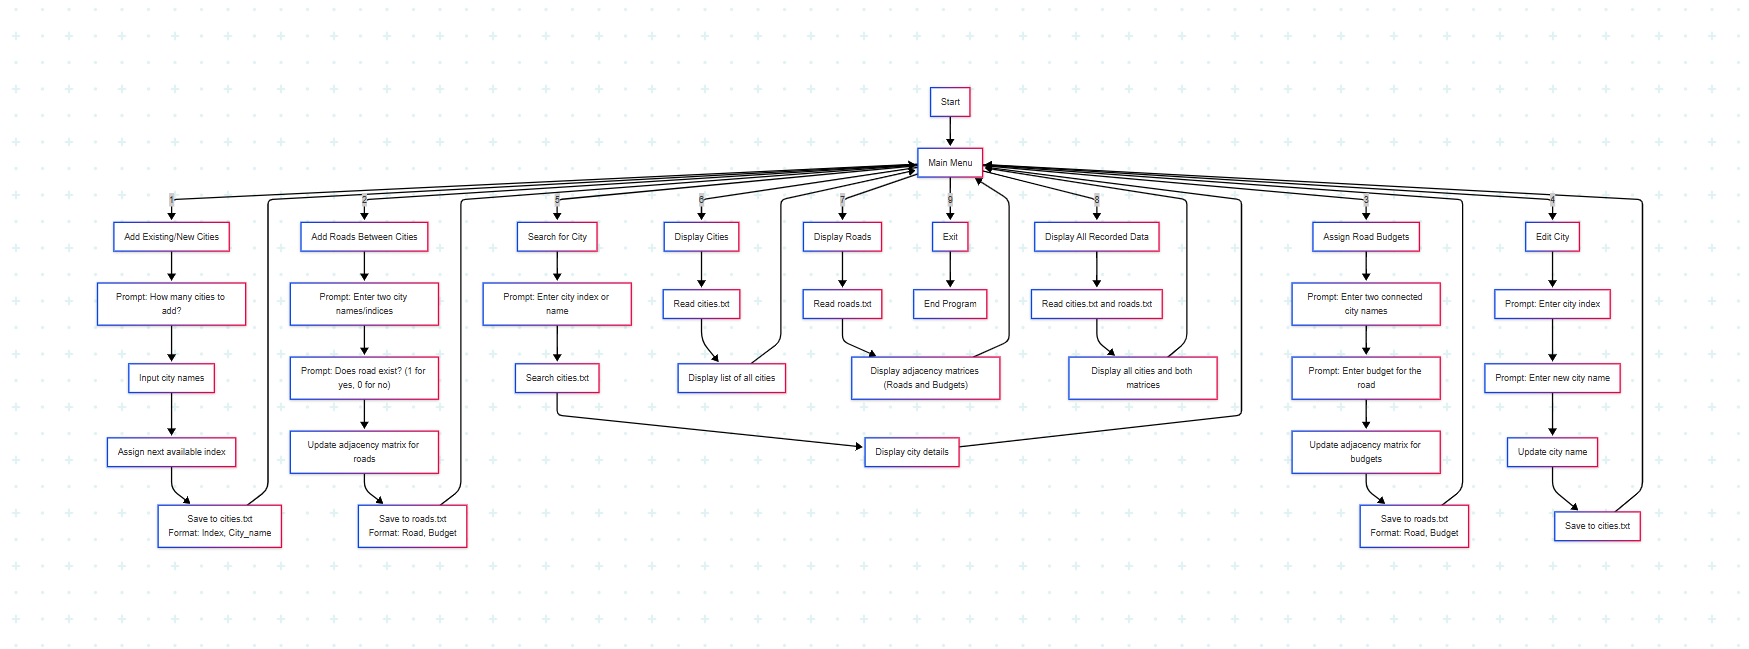 Start
Main Menu
1
2
5
6
7
9
8
3
4
Add Existing/New Cities
Add Roads Between Cities
Search for City
Display Cities
Display Roads
Exit
Display All Recorded Data
Assign Road Budgets
Edit City
Prompt: How many cities to
add?
Prompt: Enter two city
names/indices
Prompt: Enter city index or
name
Read cities.txt
Read roads.txt
End Program
Read cities.txt and roads.txt
Prompt: Enter two connected
city names
Prompt: Enter city index
Input city names
Prompt: Does road exist? (1 for
yes, 0 for no)
Search cities.txt
Display list of all cities
Display adjacency matrices
(Roads and Budgets)
Display all cities and both
matrices
Prompt: Enter budget for the
road
Prompt: Enter new city name
Assign next available index
Update adjacency matrix for
roads
Display city details
Update adjacency matrix for
budgets
Update city name
Save to cities.txt
Format: Index, City_name
Save to roads.txt
Format: Road, Budget
Save to roads.txt
Format: Road, Budget
Save to cities.txt